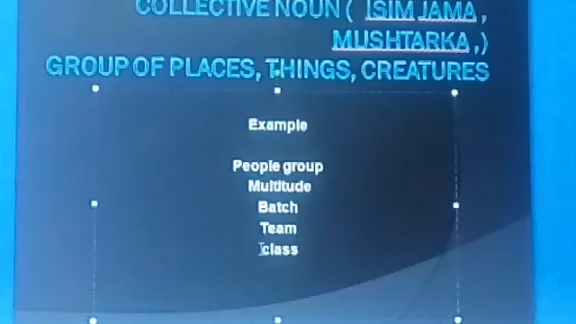 COLLECTIVE NOUN ( ISIM JAMA ,
MUSHTARKA ,)
GROUP OF PLACES, THINGS, CREATURES
Example
People group
Multitude
Batch
Team
class